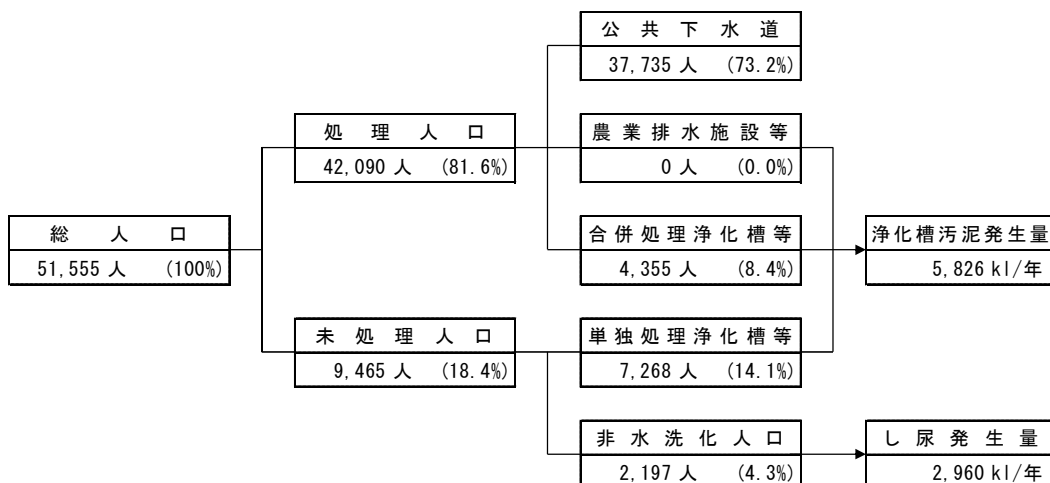 公共下水道
37,735 人 (73.2%)
処理人口
42,090 人 (81.6%)
農業排水施設等
0 人 (0.0%)
総人口
51,555 人 (100%)
合併処理浄化槽等
4,355 人 (8.4%)
浄化槽汚泥発生量
5,826 kl/年
未処理人口
9,465 人 (18.4%)
単独処理浄化槽等
7,268 人 (14.1%)
非水洗化人口
2,197 人 (4.3%)
し尿発生量
2,960 kl/年